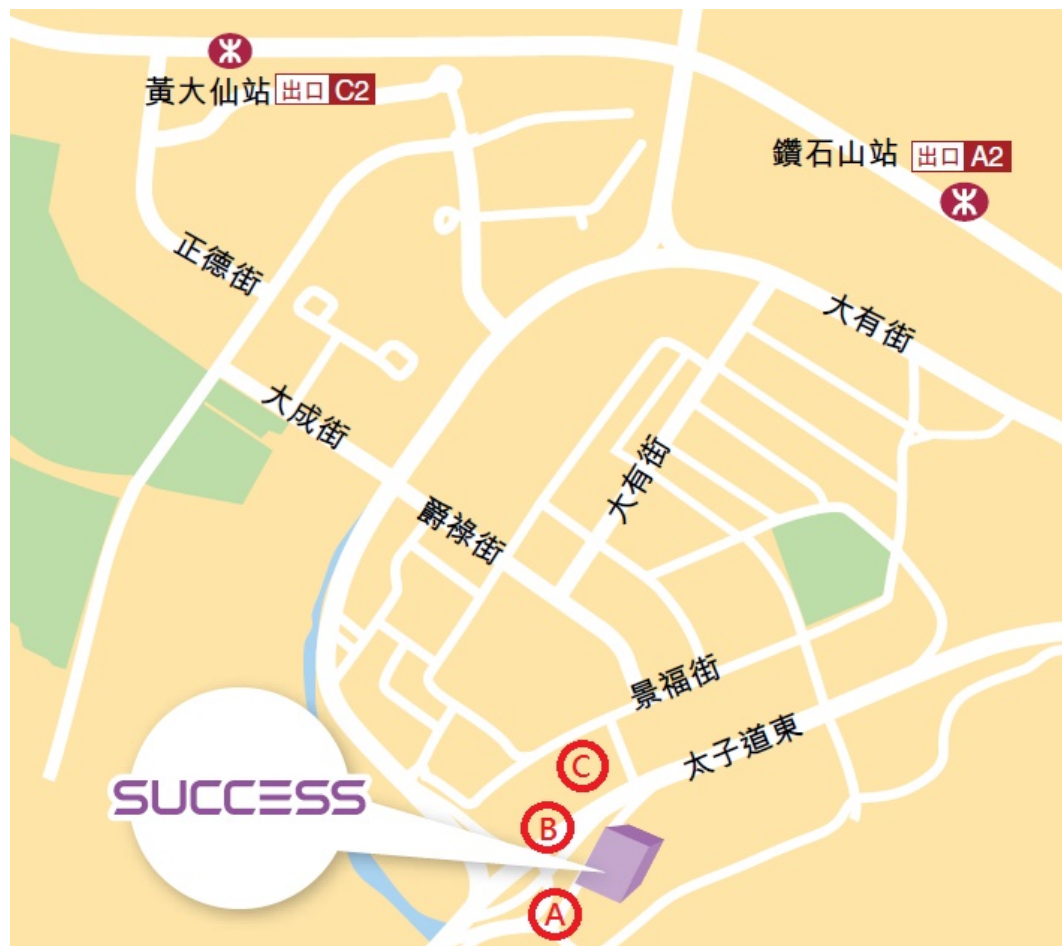 黃大仙站 出口 C2
鑽石山站 出口 A2
正德街
大有街
大成街
大有街
爵祿街
景福街
太子道東
C
SUCCESS
B
A